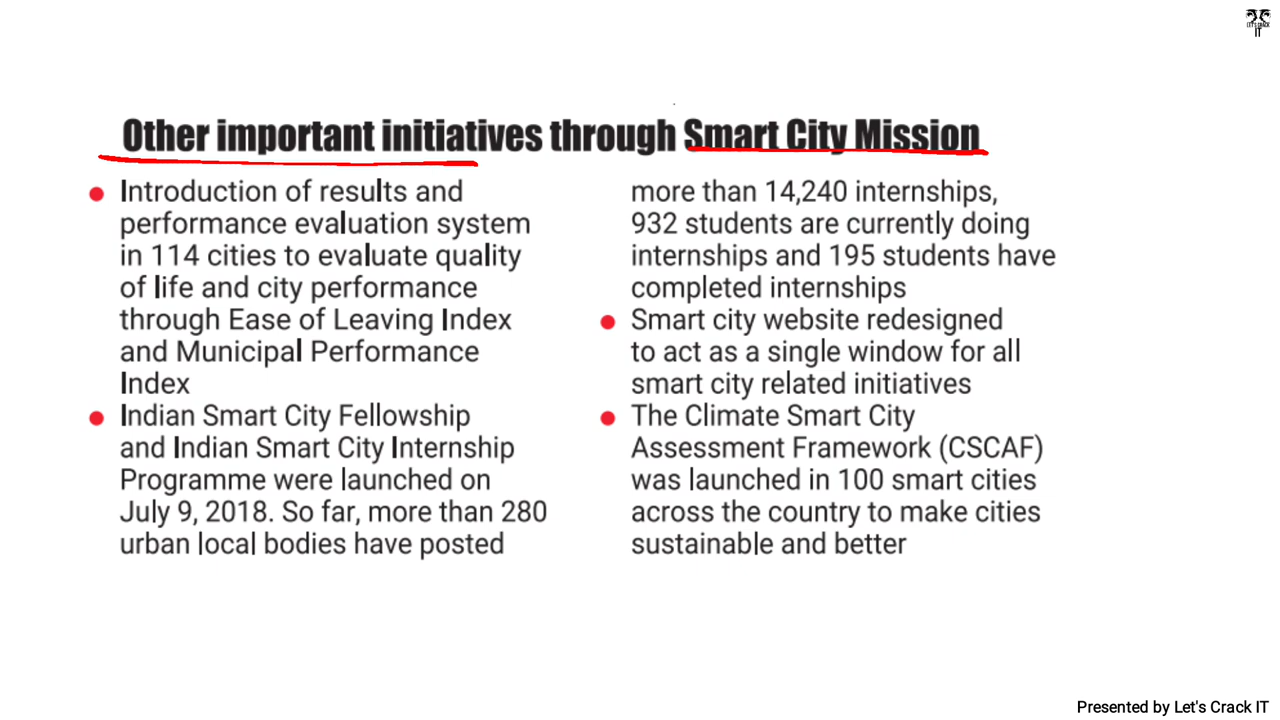 LET'S CRACK
IT
Other important initiatives through Smart City Mission
Introduction of results and
performance evaluation system
in 114 cities to evaluate quality
of life and city performance
through Ease of Leaving Index
and Municipal Performance
Index
Indian Smart City Fellowship
and Indian Smart City Internship
Programme were launched on
July 9, 2018. So far, more than 280
urban local bodies have posted
more than 14,240 internships,
932 students are currently doing
internships and 195 students have
completed internships
Smart city website redesigned
to act as a single window for all
smart city related initiatives
The Climate Smart City
Assessment Framework (CSCAF)
was launched in 100 smart cities
across the country to make cities
sustainable and better
Presented by Let's Crack IT